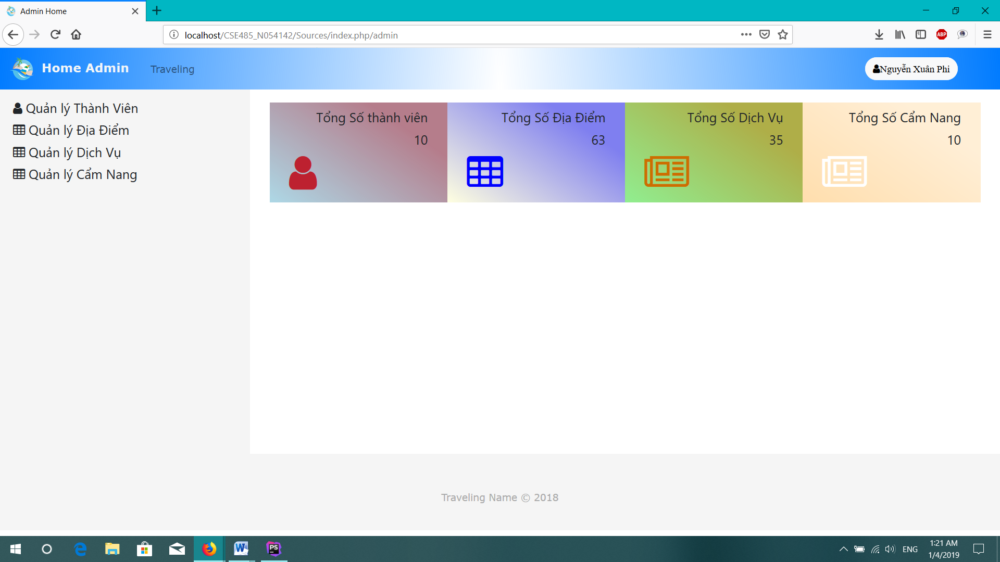 Admin Home
localhost/CSE485_N054142/Sources/index.php/admin
ABP
Home Admin
Traveling
Nguyễn Xuân Phi
Quản lý Thành Viên
Quản lý Địa Điểm
Quản lý Dịch Vụ
Quản lý Cẩm Nang
Tổng Số thành viên
10
Tổng Số Địa Điểm
63
Tổng Số Dịch Vụ
35
Tổng Số Cẩm Nang
10
Traveling Name © 2018
W
PS
ENG
1:21 AM
1/4/2019